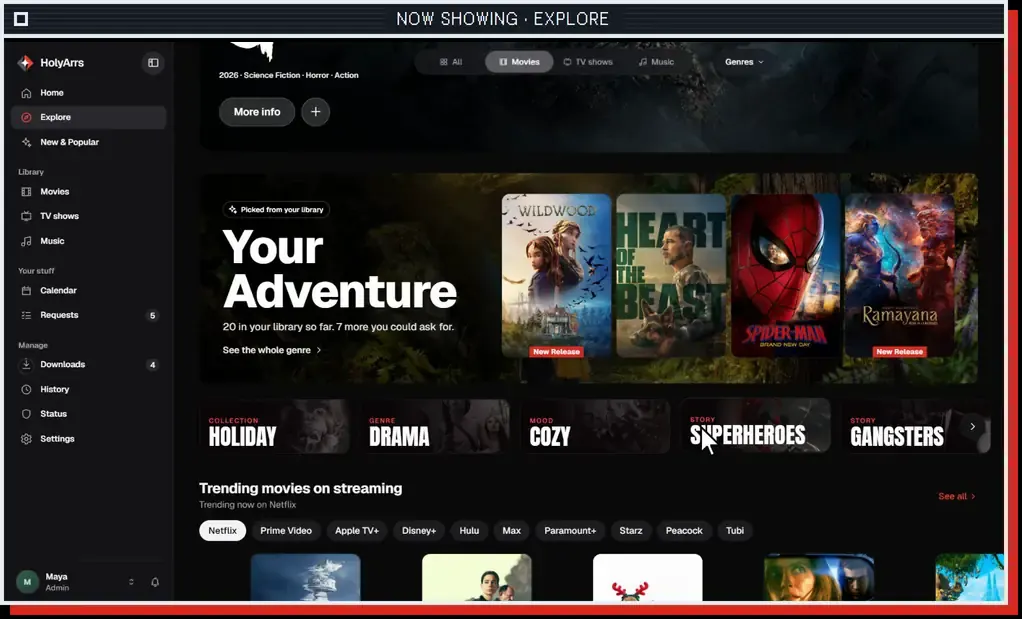 NOW SHOWING · EXPLORE
HolyArrs
Home
Explore
New & Popular
Library
Movies
TV shows
Music
Your stuff
Calendar
Requests 5
Manage
Downloads 4
History
Status
Settings
M
Maya
Admin
All
Movies
TV shows
Music
Genres
2026 · Science Fiction · Horror · Action
More info
Picked from your library
Your
Adventure
20 in your library so far. 7 more you could ask for.
See the whole genre
WILDWOOD
New Release
HEART
OF
THE
BEAST
SPIDER-MAN
BRAND NEW DAY
Ramayana
New Release
COLLECTION
HOLIDAY
GENRE
DRAMA
MOOD
COZY
STORY
SUPERHEROES
STORY
GANGSTERS
Trending movies on streaming
Trending now on Netflix
See all
Netflix
Prime Video
Apple TV+
Disney+
Hulu
Max
Paramount+
Starz
Peacock
Tubi